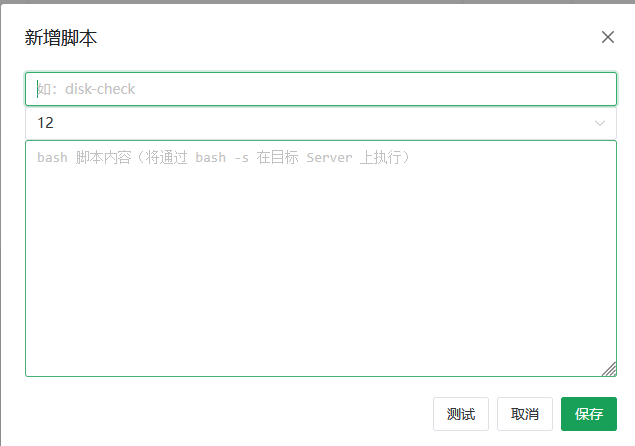 新增脚本
如：disk-check
12
bash 脚本内容（将通过 bash -s 在目标 Server 上执行）
测试 取消 保存